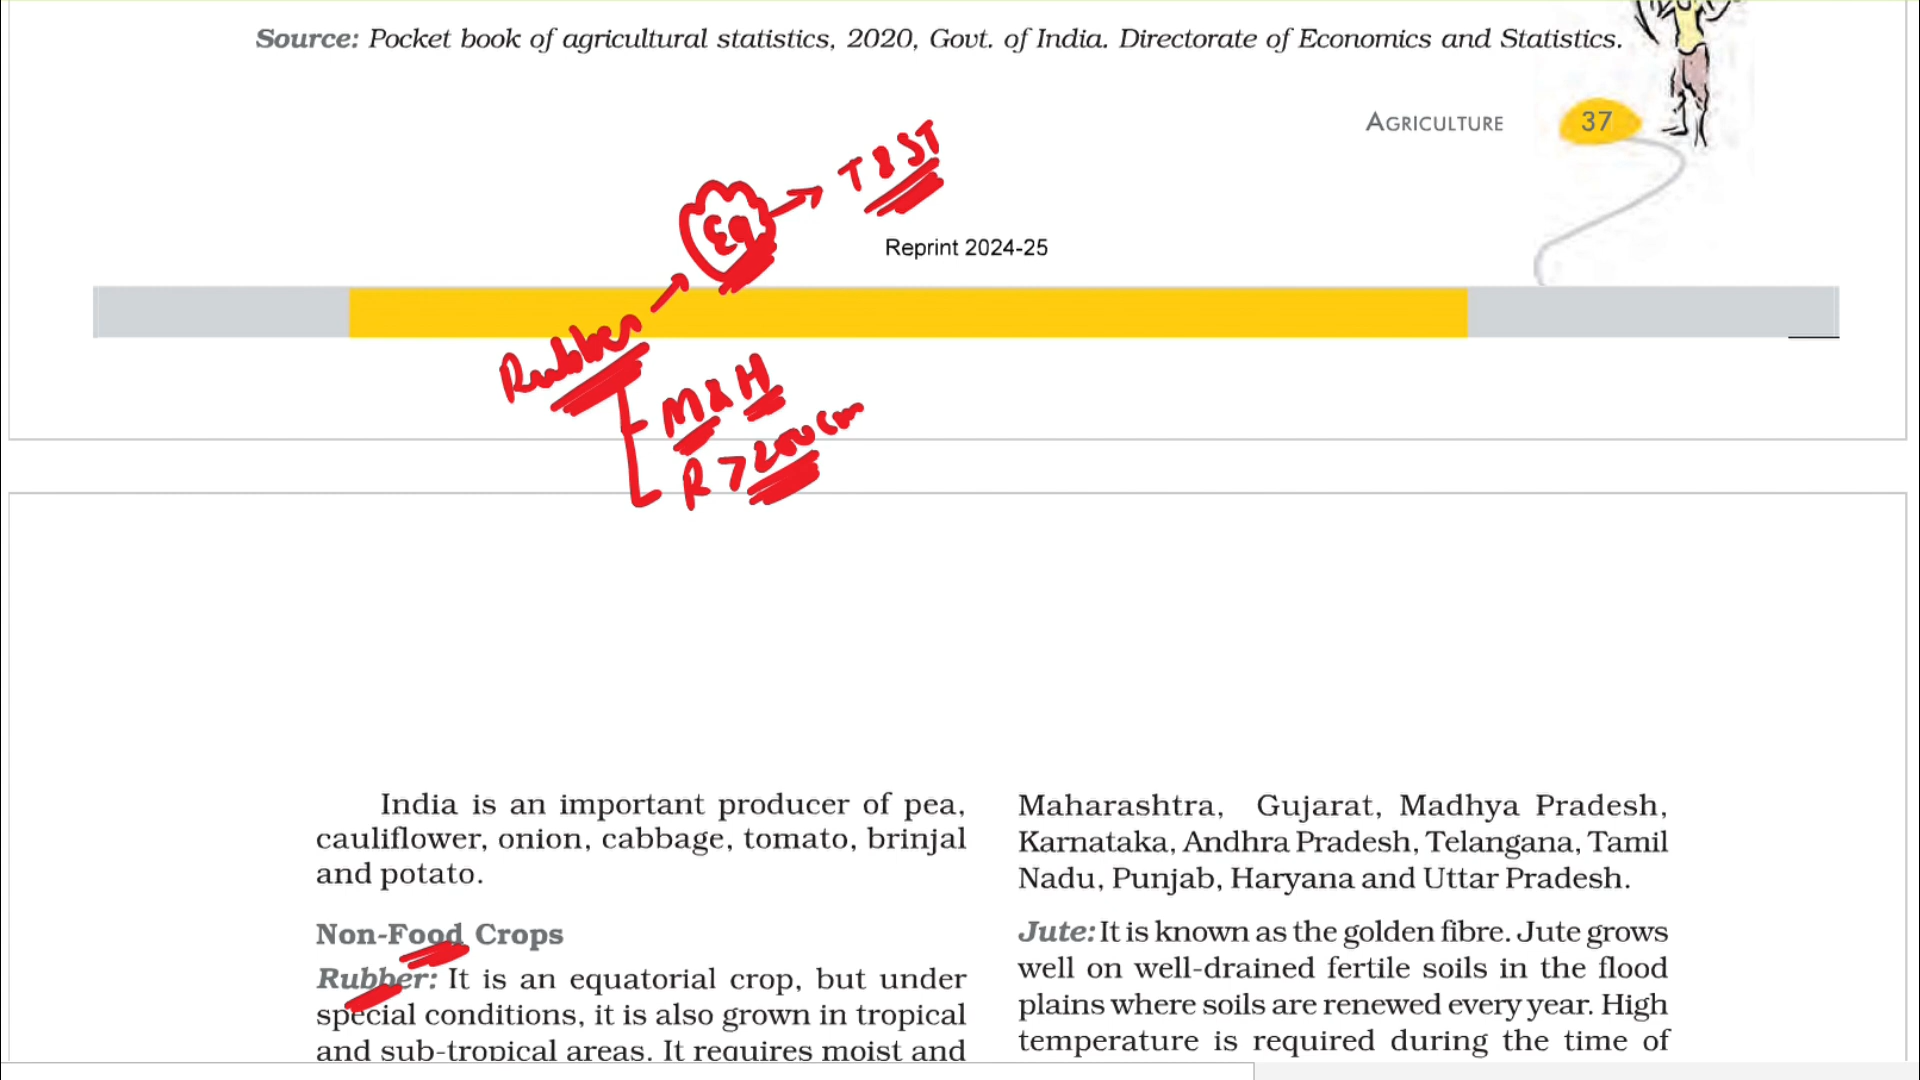 Source: Pocket book of agricultural statistics, 2020, Govt. of India. Directorate of Economics and Statistics.
AGRICULTURE 37
T & ST
Eq
Reprint 2024-25
Rubber
M & H
R > 200 cm
India is an important producer of pea,
cauliflower, onion, cabbage, tomato, brinjal
and potato.
Non-Food Crops
Rubber: It is an equatorial crop, but under
special conditions, it is also grown in tropical
and sub-tropical areas. It requires moist and
Maharashtra, Gujarat, Madhya Pradesh,
Karnataka, Andhra Pradesh, Telangana, Tamil
Nadu, Punjab, Haryana and Uttar Pradesh.
Jute: It is known as the golden fibre. Jute grows
well on well-drained fertile soils in the flood
plains where soils are renewed every year. High
temperature is required during the time of